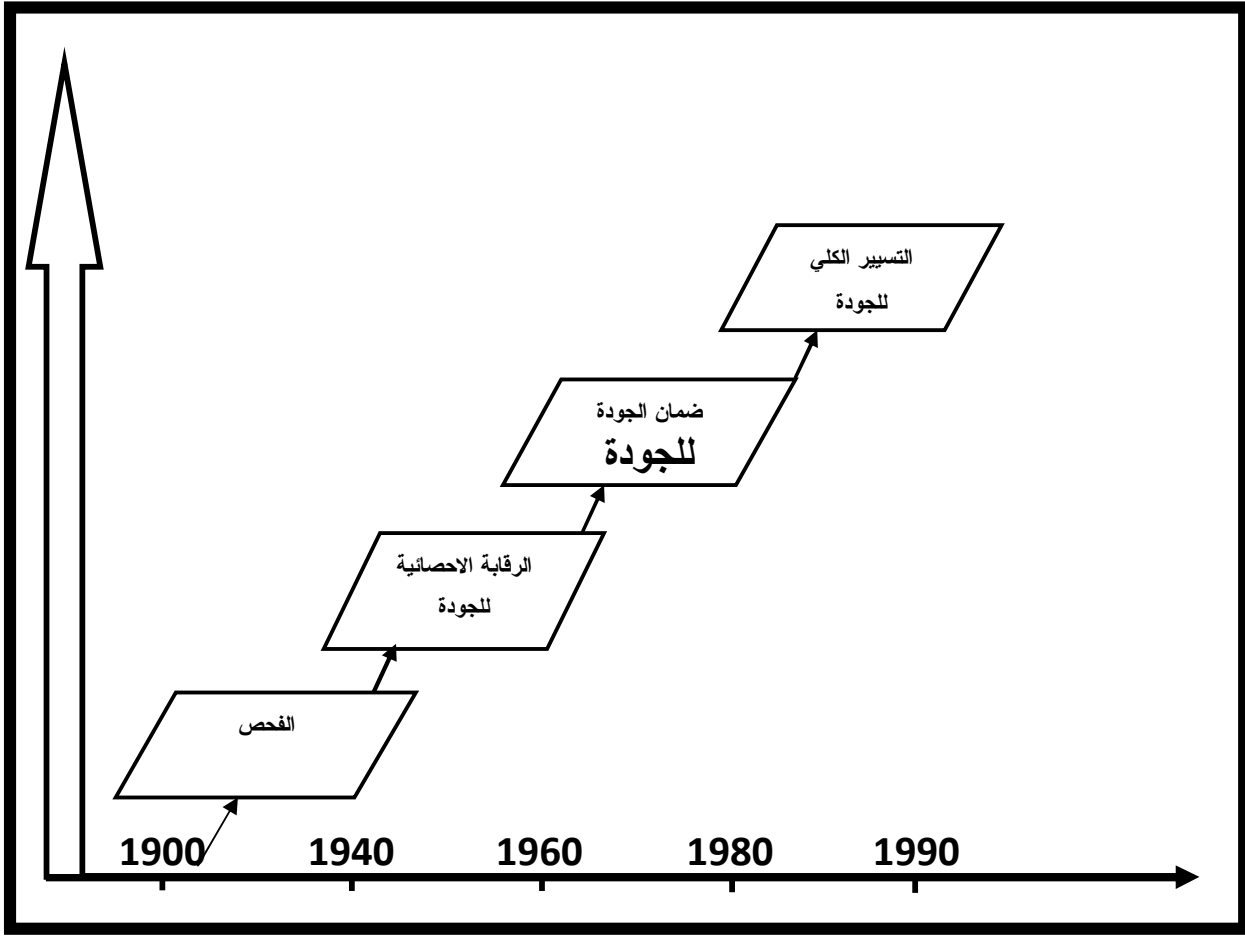 التسيير الكلي
للجودة
ضمان الجودة
للجودة
الرقابة الاحصائية
للجودة
الفحص
1900 1940 1960 1980 1990